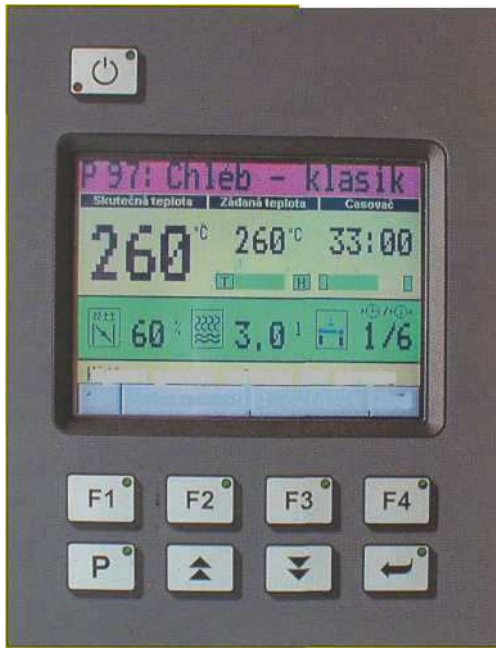 P 97: Chléb - klasik
Skutečná teplota Žádaná teplota Časovač
260 °C 260 °C 33:00
T H
60 % 3,0 l 1/6
F1 F2 F3 F4
P